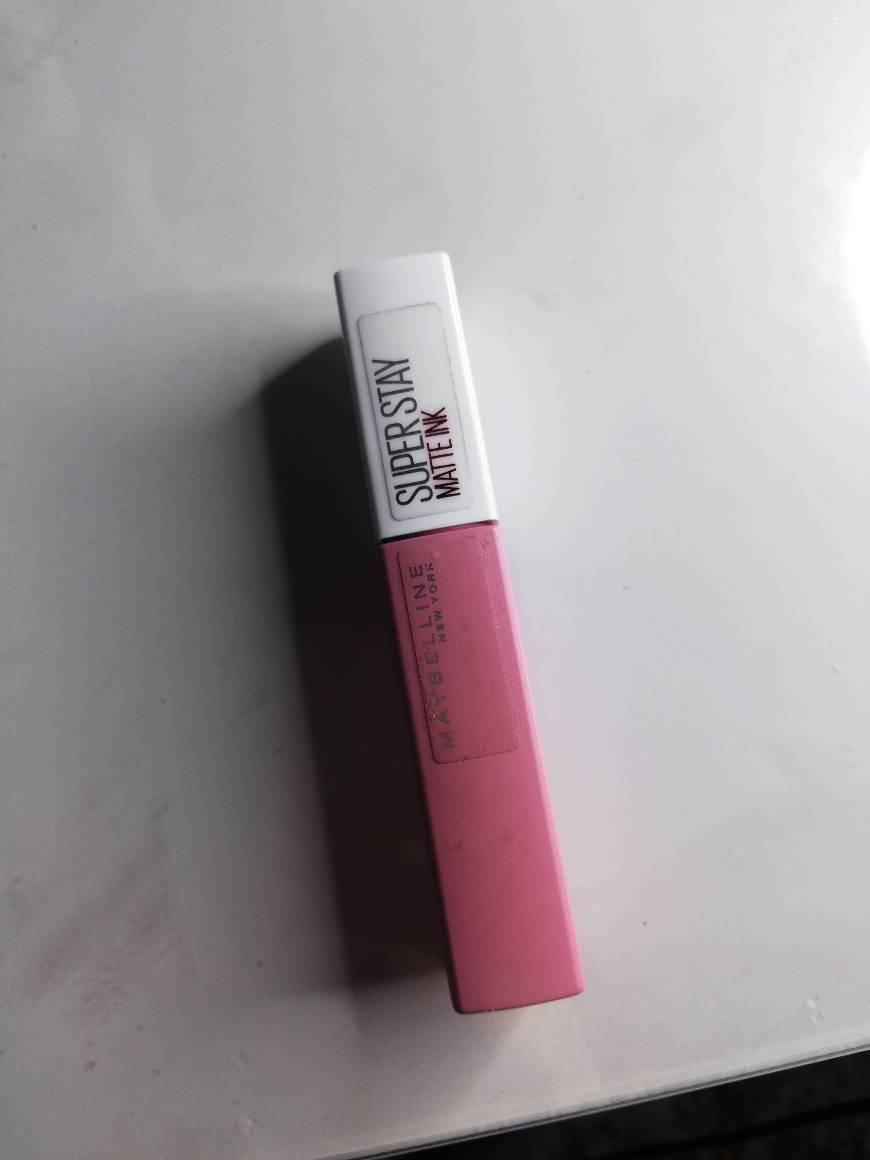 SUPER STAY
MATTE INK
MAYBELLINE
NEW YORK